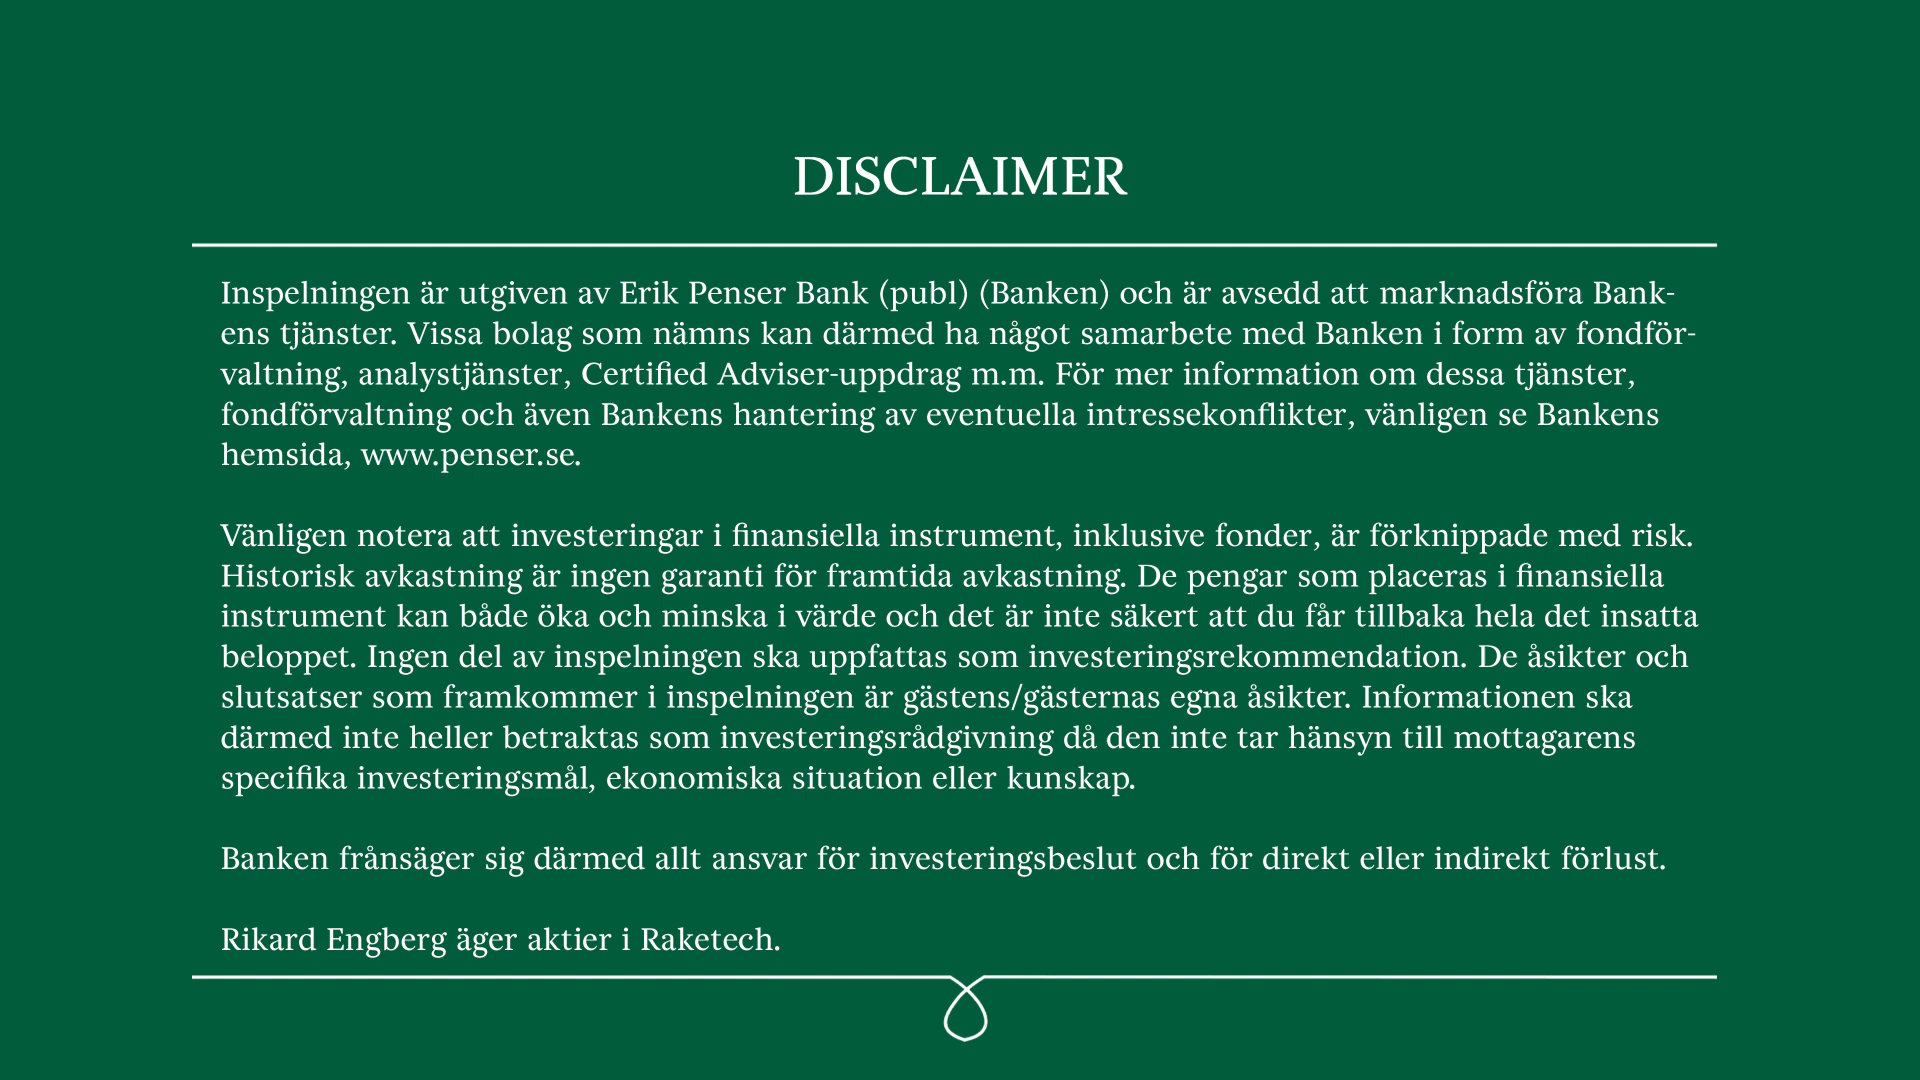 DISCLAIMER
Inspelningen är utgiven av Erik Penser Bank (publ) (Banken) och är avsedd att marknadsföra Bank-
ens tjänster. Vissa bolag som nämns kan därmed ha något samarbete med Banken i form av fondför-
valtning, analystjänster, Certified Adviser-uppdrag m.m. För mer information om dessa tjänster,
fondförvaltning och även Bankens hantering av eventuella intressekonflikter, vänligen se Bankens
hemsida, www.penser.se.
Vänligen notera att investeringar i finansiella instrument, inklusive fonder, är förknippade med risk.
Historisk avkastning är ingen garanti för framtida avkastning. De pengar som placeras i finansiella
instrument kan både öka och minska i värde och det är inte säkert att du får tillbaka hela det insatta
beloppet. Ingen del av inspelningen ska uppfattas som investeringsrekommendation. De åsikter och
slutsatser som framkommer i inspelningen är gästens/gästernas egna åsikter. Informationen ska
därmed inte heller betraktas som investeringsrådgivning då den inte tar hänsyn till mottagarens
specifika investeringsmål, ekonomiska situation eller kunskap.
Banken frånsäger sig därmed allt ansvar för investeringsbeslut och för direkt eller indirekt förlust.
Rikard Engberg äger aktier i Raketech.